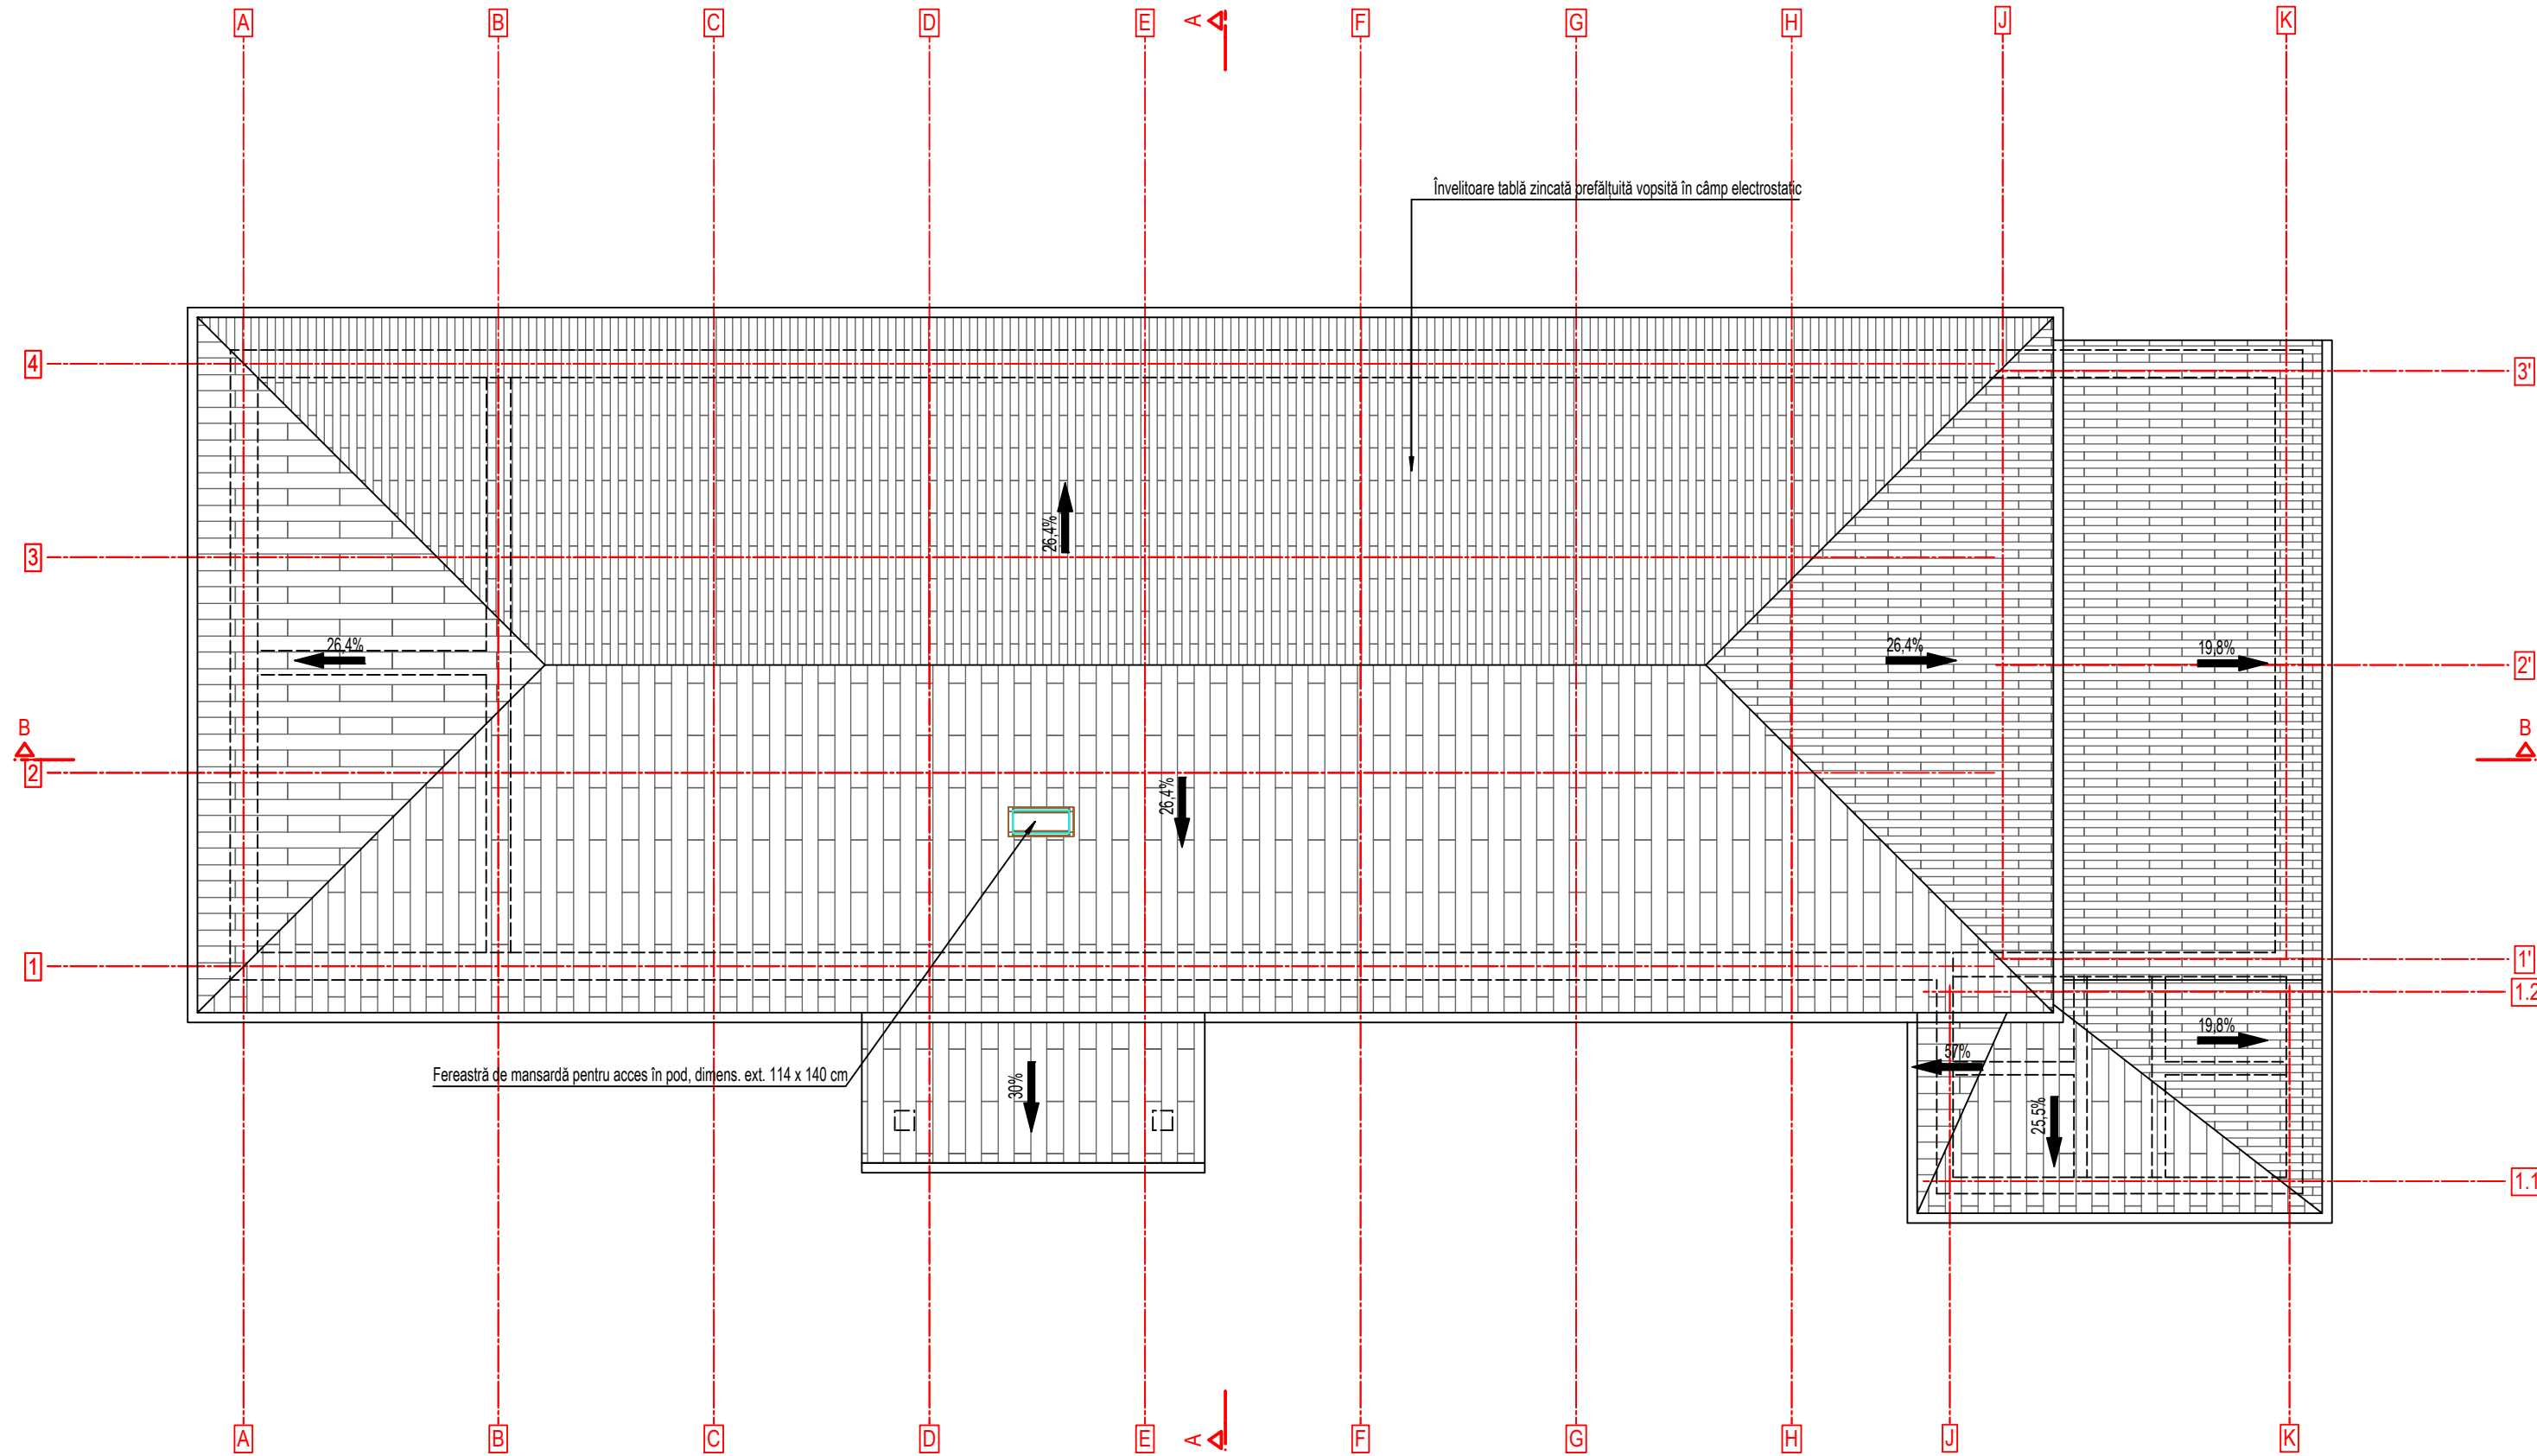 A B C D E A F G H J K
Învelitoare tablă zincată prefălțuită vopsită în câmp electrostatic
4 3'
3
26,4%
26,4% 26,4% 19,8% 2'
B B
2
26,4%
1 1'
1.2
19,8%
57%
Fereastră de mansardă pentru acces în pod, dimens. ext. 114 x 140 cm
30%
25,5%
1.1
A B C D E A F G H J K